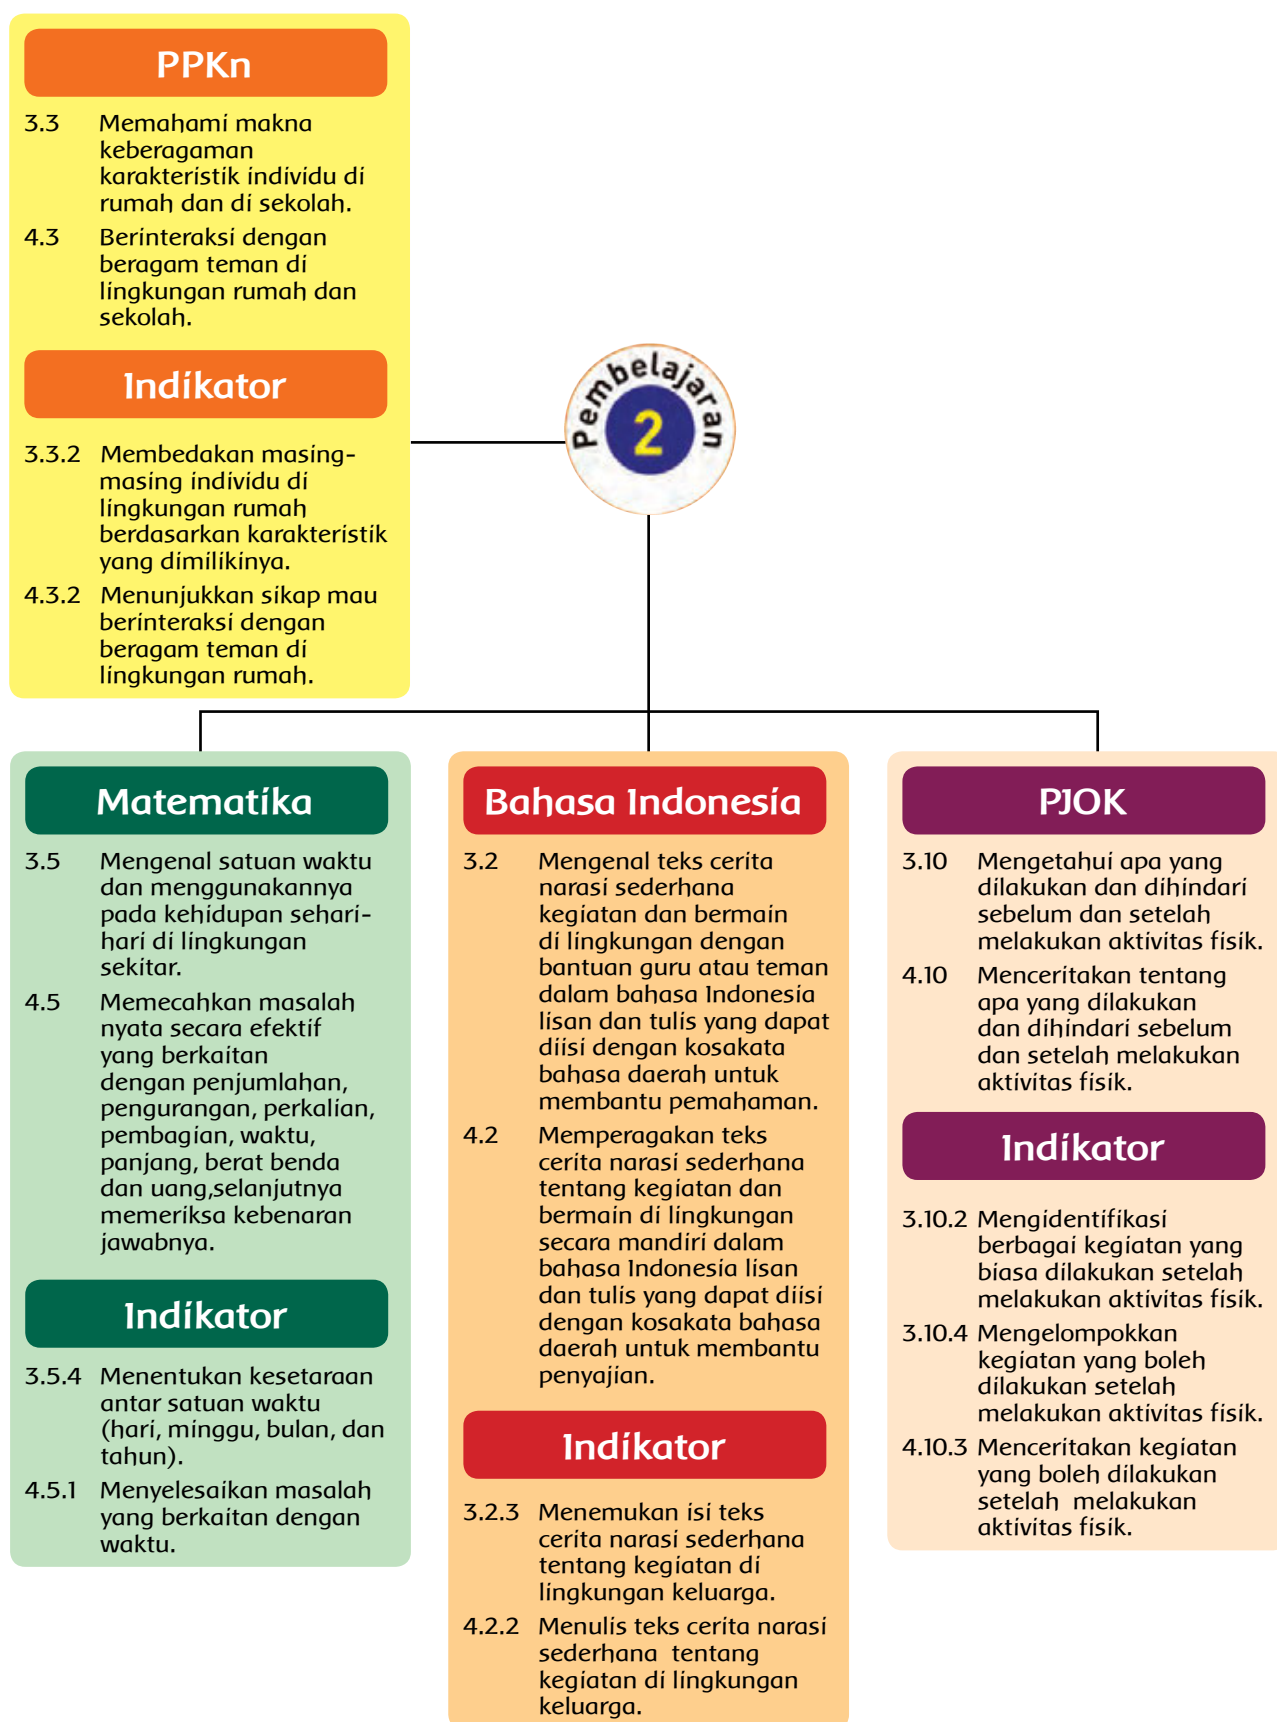 PPKn
3.3 Memahami makna
keberagaman
karakteristik individu di
rumah dan di sekolah.
4.3 Berinteraksi dengan
beragam teman di
lingkungan rumah dan
sekolah.
Indikator
3.3.2 Membedakan masing-
masing individu di
lingkungan rumah
berdasarkan karakteristik
yang dimilikinya.
4.3.2 Menunjukkan sikap mau
berinteraksi dengan
beragam teman di
lingkungan rumah.
Pembelajaran
2
Matematika
3.5 Mengenal satuan waktu
dan menggunakannya
pada kehidupan sehari-
hari di lingkungan
sekitar.
4.5 Memecahkan masalah
nyata secara efektif
yang berkaitan
dengan penjumlahan,
pengurangan, perkalian,
pembagian, waktu,
panjang, berat benda
dan uang,selanjutnya
memeriksa kebenaran
jawabnya.
Indikator
3.5.4 Menentukan kesetaraan
antar satuan waktu
(hari, minggu, bulan, dan
tahun).
4.5.1 Menyelesaikan masalah
yang berkaitan dengan
waktu.
Bahasa Indonesia
3.2 Mengenal teks cerita
narasi sederhana
kegiatan dan bermain
di lingkungan dengan
bantuan guru atau teman
dalam bahasa Indonesia
lisan dan tulis yang dapat
diisi dengan kosakata
bahasa daerah untuk
membantu pemahaman.
4.2 Memperagakan teks
cerita narasi sederhana
tentang kegiatan dan
bermain di lingkungan
secara mandiri dalam
bahasa Indonesia lisan
dan tulis yang dapat diisi
dengan kosakata bahasa
daerah untuk membantu
penyajian.
Indikator
3.2.3 Menemukan isi teks
cerita narasi sederhana
tentang kegiatan di
lingkungan keluarga.
4.2.2 Menulis teks cerita narasi
sederhana tentang
kegiatan di lingkungan
keluarga.
PJOK
3.10 Mengetahui apa yang
dilakukan dan dihindari
sebelum dan setelah
melakukan aktivitas fisik.
4.10 Menceritakan tentang
apa yang dilakukan
dan dihindari sebelum
dan setelah melakukan
aktivitas fisik.
Indikator
3.10.2 Mengidentifikasi
berbagai kegiatan yang
biasa dilakukan setelah
melakukan aktivitas fisik.
3.10.4 Mengelompokkan
kegiatan yang boleh
dilakukan setelah
melakukan aktivitas fisik.
4.10.3 Menceritakan kegiatan
yang boleh dilakukan
setelah melakukan
aktivitas fisik.